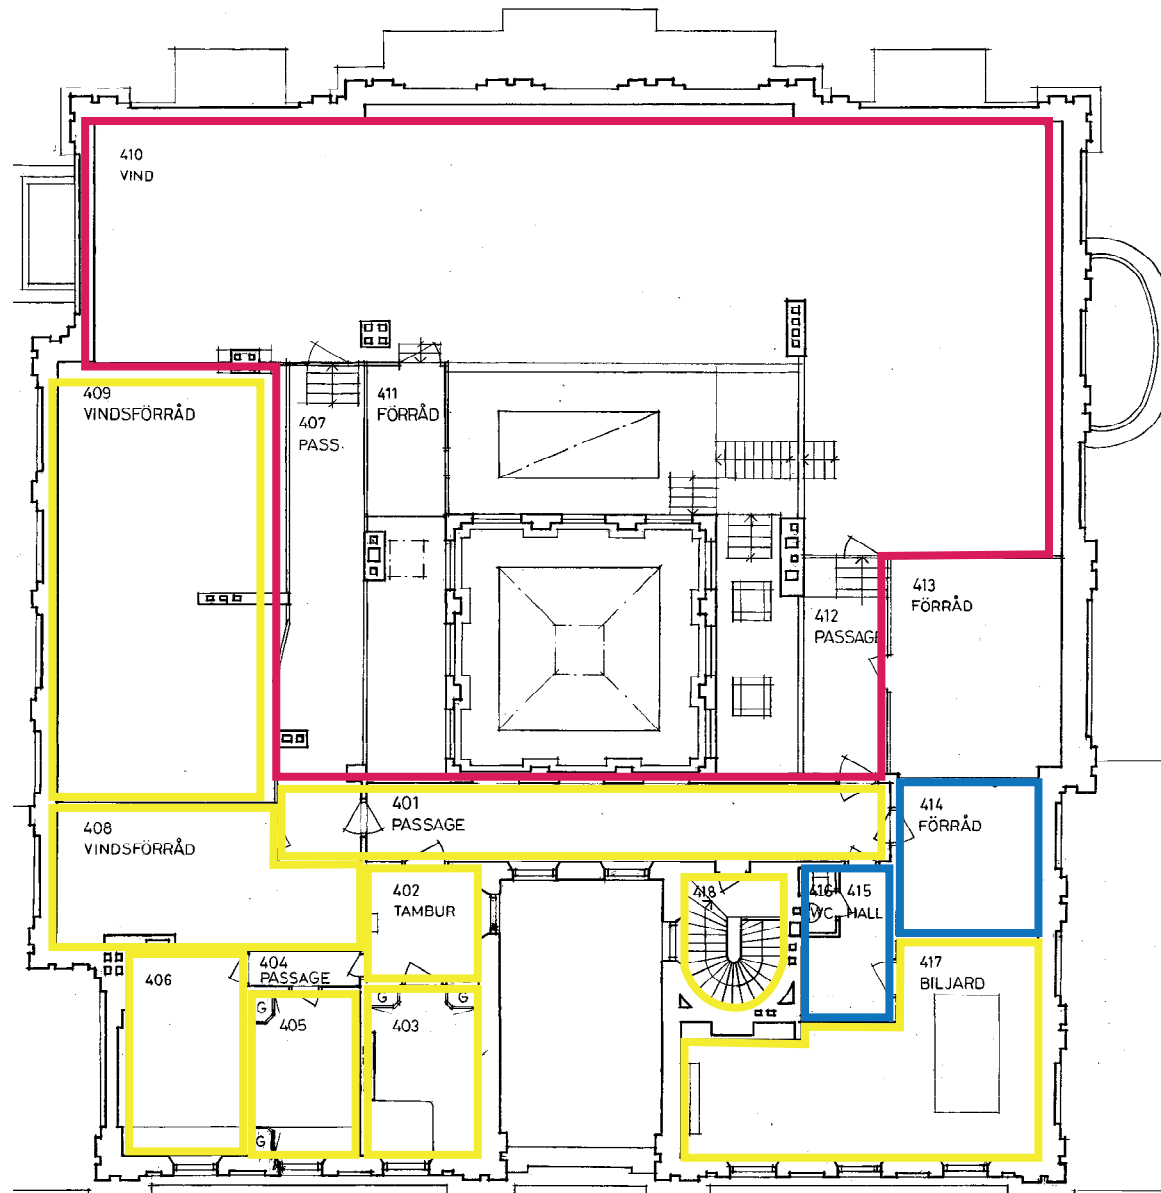 410
VIND
409
VINDSFÖRRÅD
407
PASS.
411
FÖRRÅD
413
FÖRRÅD
412
PASSAGE
401
PASSAGE
414
FÖRRÅD
408
VINDSFÖRRÅD
402
TAMBUR
418
416
WC
415
HALL
404
PASSAGE
406
405
403
417
BILJARD
G
G
G
G